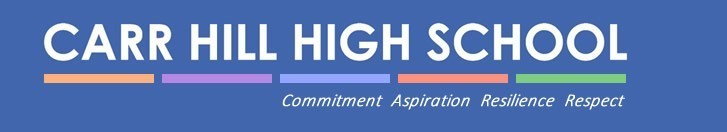 CARR HILL HIGH SCHOOL
Commitment Aspiration Resilience Respect